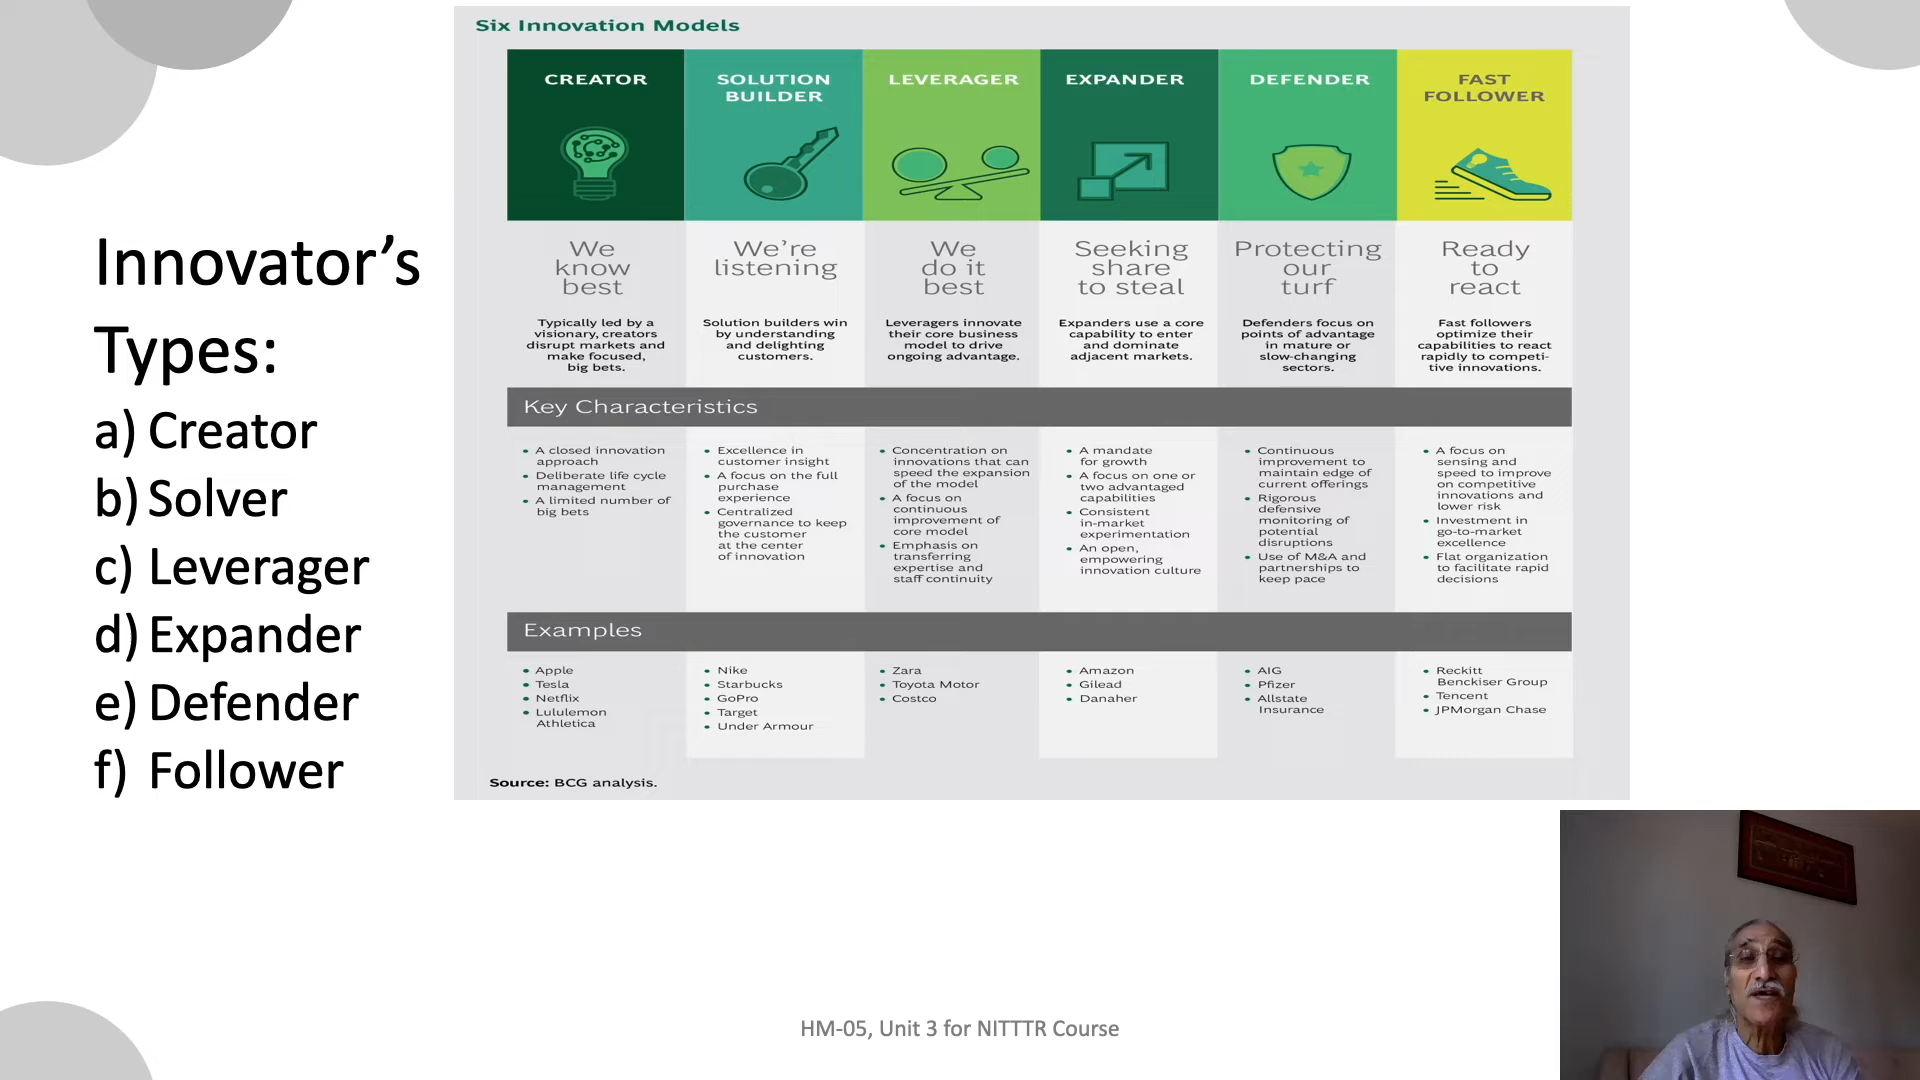 Innovator’s
Types:
a) Creator
b) Solver
c) Leverager
d) Expander
e) Defender
f) Follower
Six Innovation Models
CREATOR
SOLUTION
BUILDER
LEVERAGER
EXPANDER
DEFENDER
FAST
FOLLOWER
We
know
best
We’re
listening
We
do it
best
Seeking
share
to steal
Protecting
our
turf
Ready
to
react
Typically led by a
visionary, creators
disrupt markets and
make focused,
big bets.
Solution builders win
by understanding
and delighting
customers.
Leveragers innovate
their core business
model to drive
ongoing advantage.
Expanders use a core
capability to enter
and dominate
adjacent markets.
Defenders focus on
points of advantage
in mature or
slow-changing
sectors.
Fast followers
optimize their
capabilities to react
rapidly to competi-
tive innovations.
Key Characteristics
• A closed innovation
approach
• Deliberate life cycle
management
• A limited number of
big bets
• Excellence in
customer insight
• A focus on the full
purchase
experience
• Centralized
governance to keep
the customer
at the center
of innovation
• Concentration on
innovations that can
speed the expansion
of the model
• A focus on
continuous
improvement of
core model
• Emphasis on
transferring
expertise and
staff continuity
• A mandate
for growth
• A focus on one or
two advantaged
capabilities
• Consistent
in-market
experimentation
• An open,
empowering
innovation culture
• Continuous
improvement to
maintain edge of
current offerings
• Rigorous
defensive
monitoring of
potential
disruptions
• Use of M&A and
partnerships to
keep pace
• A focus on
sensing and
speed to improve
on competitive
innovations and
lower risk
• Investment in
go-to-market
excellence
• Flat organization
to facilitate rapid
decisions
Examples
• Apple
• Tesla
• Netflix
• Lululemon
Athletica
• Nike
• Starbucks
• GoPro
• Target
• Under Armour
• Zara
• Toyota Motor
• Costco
• Amazon
• Gilead
• Danaher
• AIG
• Pfizer
• Allstate
Insurance
• Reckitt
Benckiser Group
• Tencent
• JPMorgan Chase
Source: BCG analysis.
HM-05, Unit 3 for NITTTR Course